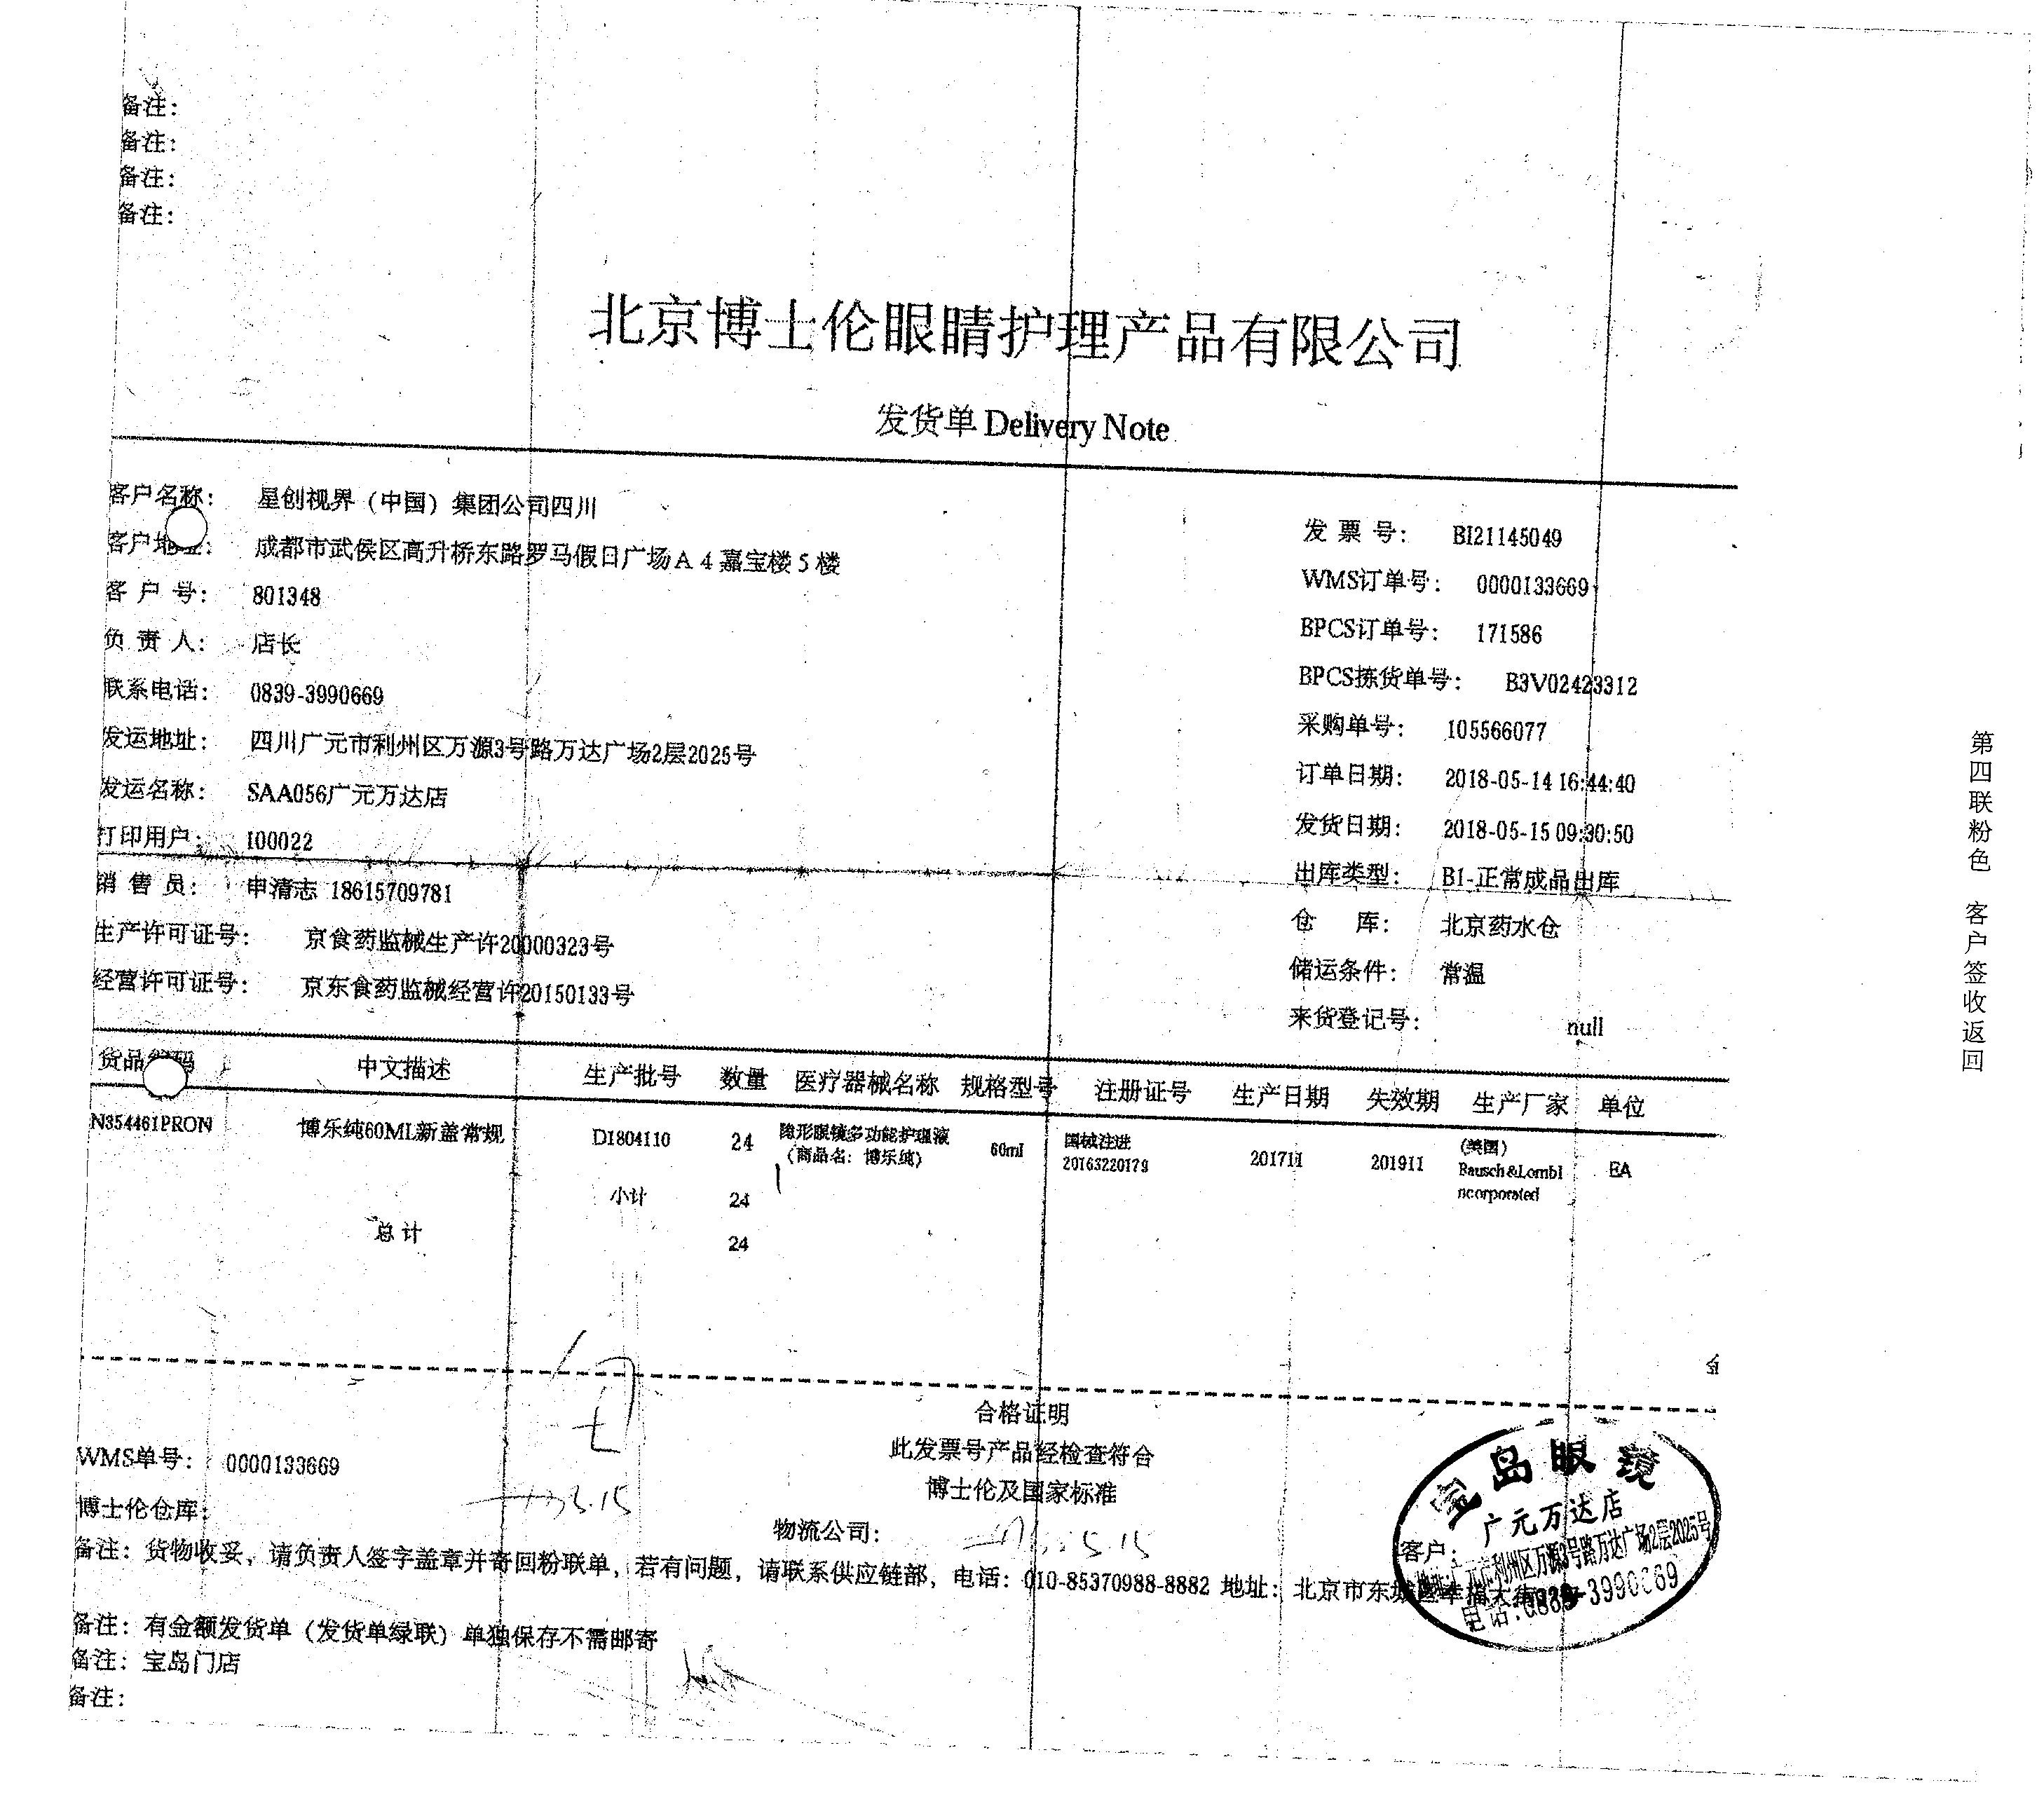 备注：
备注：
备注：
备注：
北京博士伦眼睛护理产品有限公司
发货单 Delivery Note
客户名称： 星创视界（中国）集团公司四川
客户地址： 成都市武侯区高升桥东路罗马假日广场A 4 嘉宝楼 5 楼
客 户 号： 801348
负 责 人： 店长
联系电话： 0839-3990669
发运地址： 四川广元市利州区万源3号路万达广场2层2025号
发运名称： SAA056广元万达店
打印用户： I00022
销 售 员： 申清志 18615709781
生产许可证号： 京食药监械生产许20000323号
经营许可证号： 京东食药监械经营许20150133号
发 票 号： BI21145049
WMS订单号： 0000133669
BPCS订单号： 171586
BPCS拣货单号： B3V02423312
采购单号： 105566077
订单日期： 2018-05-14 16:44:40
发货日期： 2018-05-15 09:30:50
出库类型： B1-正常成品出库
仓 库： 北京药水仓
储运条件： 常温
来货登记号： null
第四联粉色 客户签收返回
货品编码 中文描述 生产批号 数量 医疗器械名称 规格型号 注册证号 生产日期 失效期 生产厂家 单位
N354461PRON 博乐纯60ML新盖常规 D1804110 24 隐形眼镜多功能护理液（商品名：博乐纯） 60ml 国械注进20163220179 201711 201911 (美国) Bausch&Lombl ncorporated EA
小计 24
总 计 24
合格证明
此发票号产品经检查符合
博士伦及国家标准
WMS单号： 0000133669
博士伦仓库： 5.15
物流公司： 5.15
客户：
宝岛眼镜
广元万达店
地址:广元市利州区万源3号路万达广场2层2025号
电话:0839-3990669
备注：货物收妥，请负责人签字盖章并寄回粉联单，若有问题，请联系供应链部，电话：010-85370988-8882 地址：北京市东城区幸福大街
备注：有金额发货单（发货单绿联）单独保存不需邮寄
备注：宝岛门店
备注：